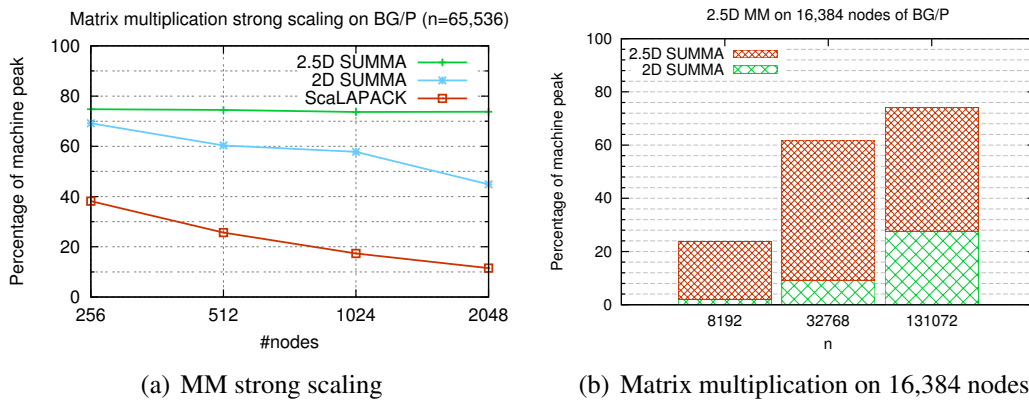 Matrix multiplication strong scaling on BG/P (n=65,536)
Percentage of machine peak
100
80
60
40
20
0
2.5D SUMMA
2D SUMMA
ScaLAPACK
256
512
1024
2048
#nodes
(a) MM strong scaling
2.5D MM on 16,384 nodes of BG/P
Percentage of machine peak
100
80
60
40
20
0
2.5D SUMMA
2D SUMMA
8192
32768
131072
n
(b) Matrix multiplication on 16,384 nodes